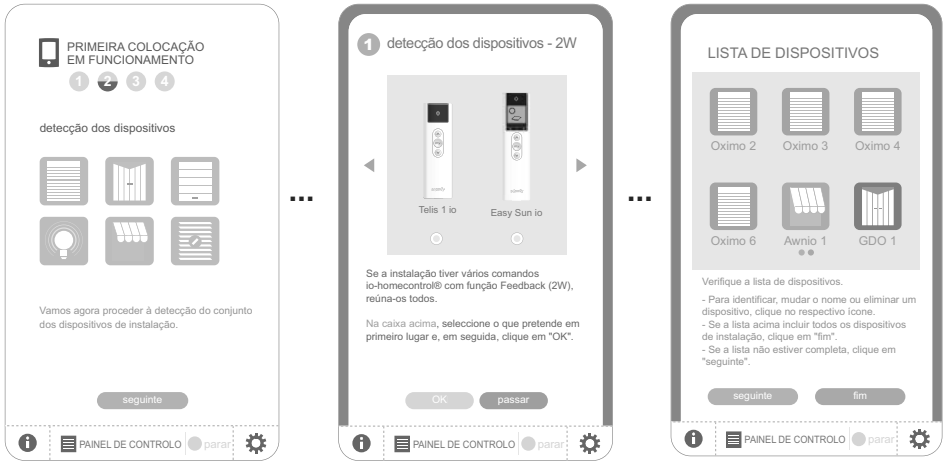 PRIMEIRA COLOCAÇÃO
EM FUNCIONAMENTO
1 2 3 4
detecção dos dispositivos
Vamos agora proceder à detecção do conjunto
dos dispositivos de instalação.
seguinte
i PAINEL DE CONTROLO parar
...
1 detecção dos dispositivos - 2W
Telis 1 io
Easy Sun io
Se a instalação tiver vários comandos
io-homecontrol® com função Feedback (2W),
reúna-os todos.
Na caixa acima, seleccione o que pretende em
primeiro lugar e, em seguida, clique em "OK".
OK passar
i PAINEL DE CONTROLO parar
...
LISTA DE DISPOSITIVOS
Oximo 2 Oximo 3 Oximo 4
Oximo 6 Awnio 1 GDO 1
Verifique a lista de dispositivos.
- Para identificar, mudar o nome ou eliminar um
dispositivo, clique no respectivo ícone.
- Se a lista acima incluir todos os dispositivos
de instalação, clique em "fim".
- Se a lista não estiver completa, clique em
"seguinte".
seguinte fim
i PAINEL DE CONTROLO parar